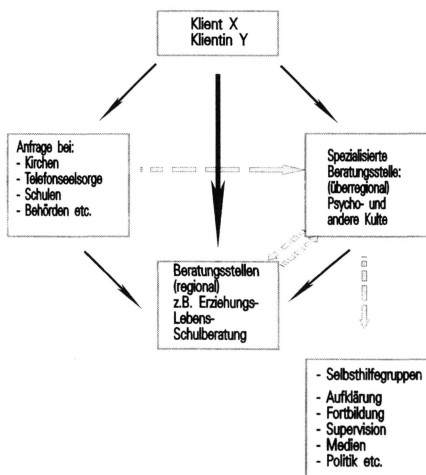 Klient X
Klientin Y
Anfrage bei:
- Kirchen
- Telefonseelsorge
- Schulen
- Behörden etc.
Spezialisierte
Beratungsstelle:
(überregional)
Psycho- und
andere Kulte
Beratungsstellen
(regional)
z.B. Erziehungs-
Lebens-
Schulberatung
- Selbsthilfegruppen
- Aufklärung
- Fortbildung
- Supervision
- Medien
- Politik etc.